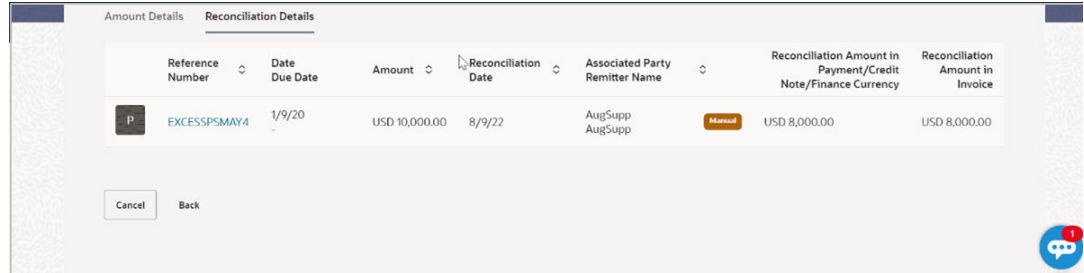 Amount Details Reconciliation Details
Reference Number Date Due Date Amount Reconciliation Date Associated Party Remitter Name Reconciliation Amount in Payment/Credit Note/Finance Currency Reconciliation Amount in Invoice
P EXCESSPSMAY4 1/9/20 - USD 10,000.00 8/9/22 AugSupp AugSupp Manual USD 8,000.00 USD 8,000.00
Cancel Back
1